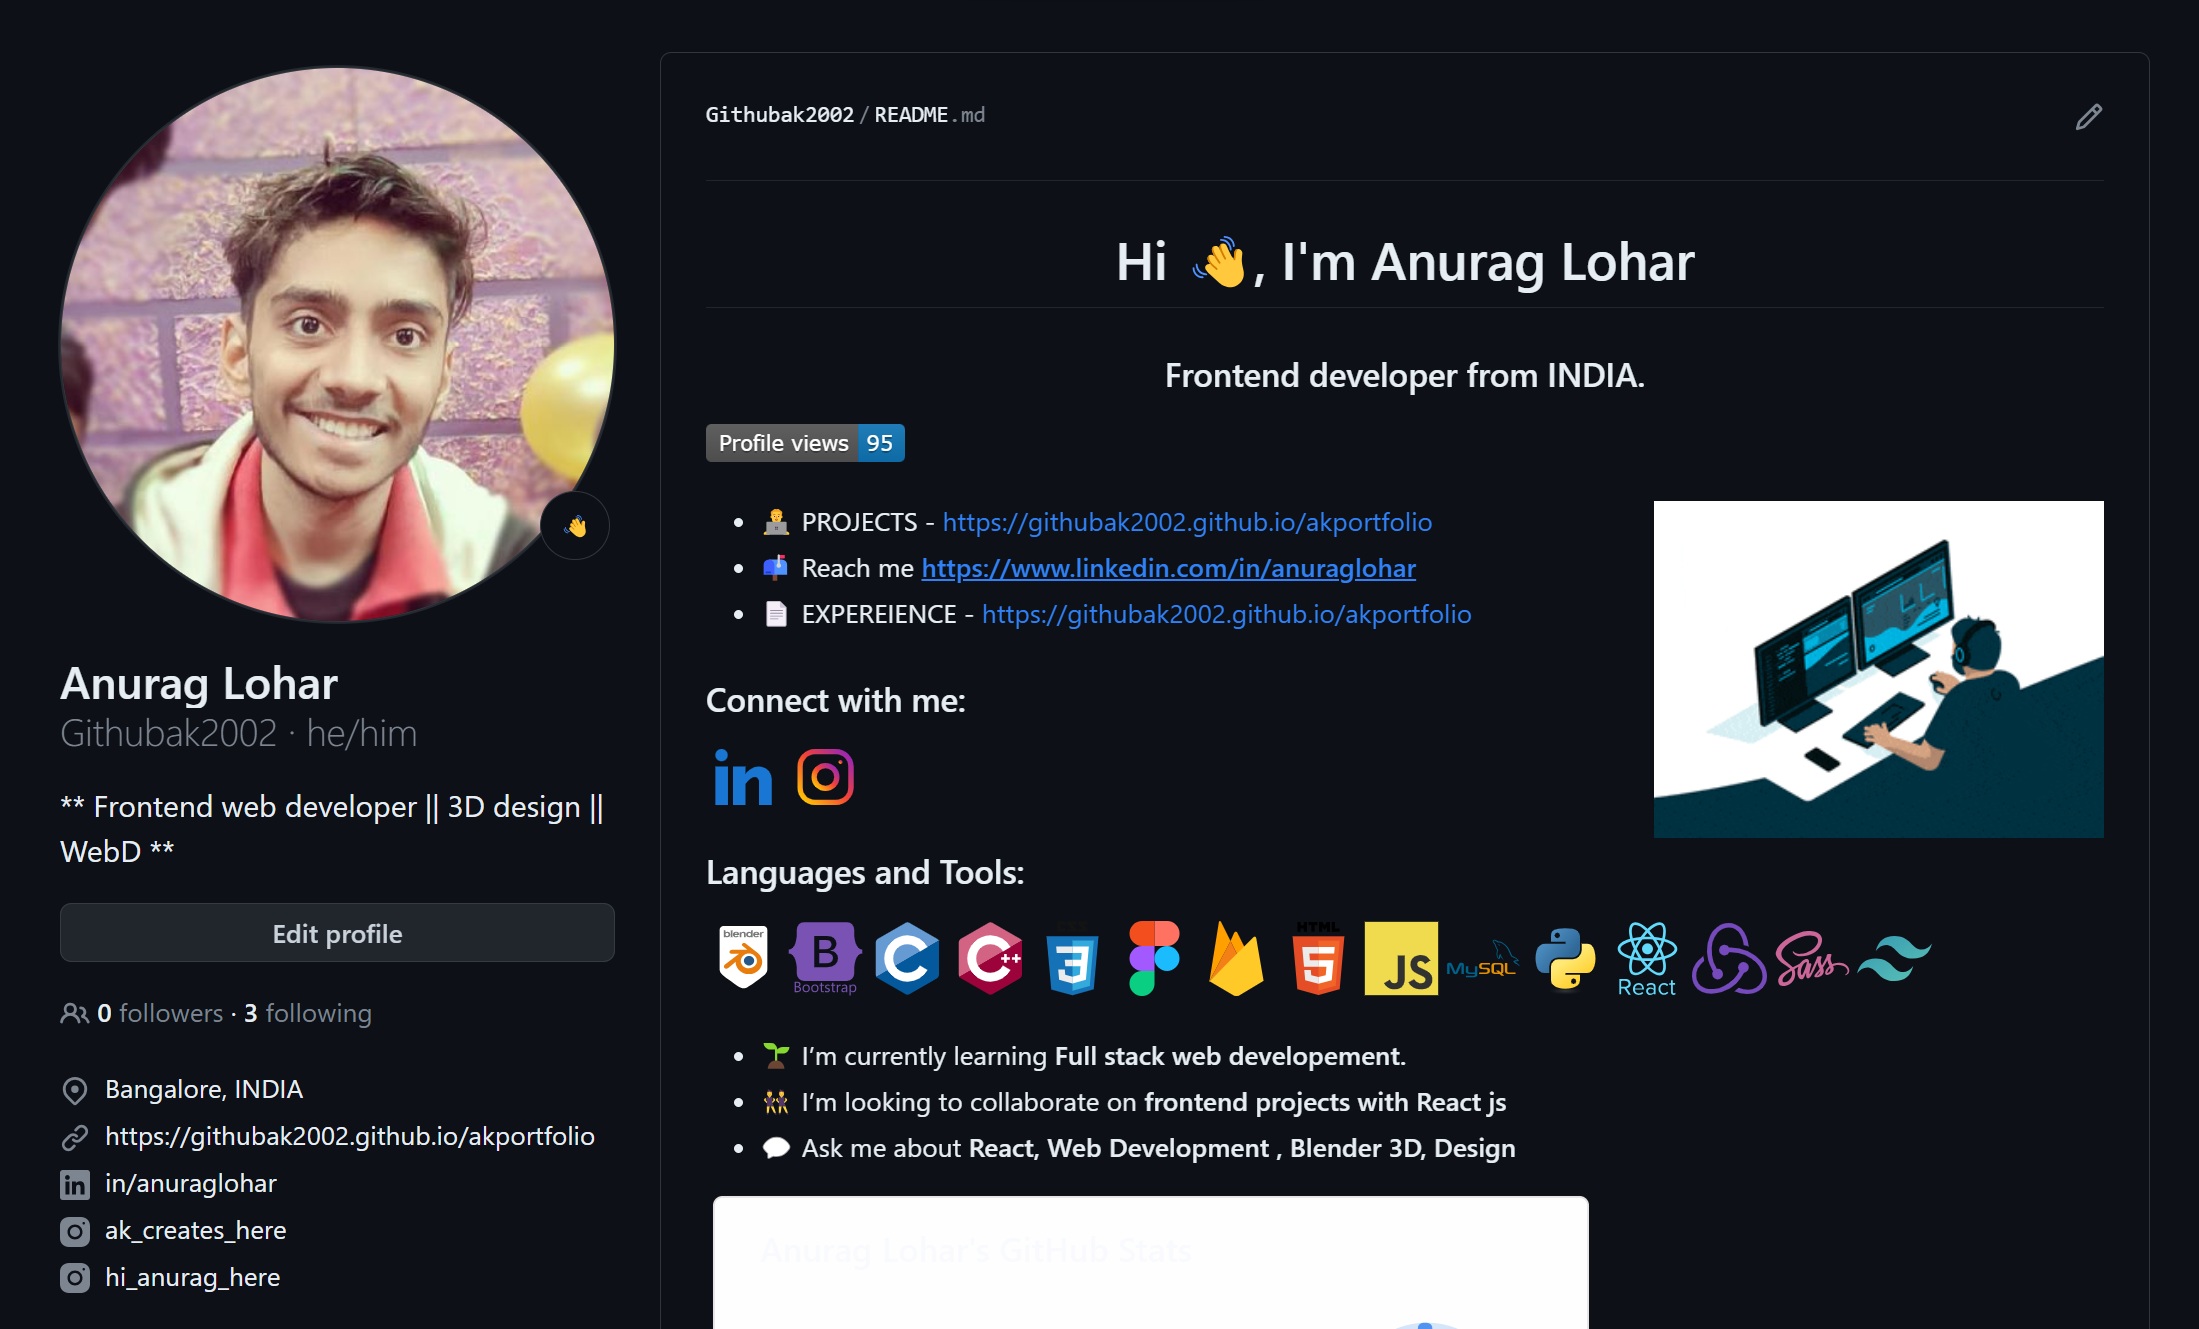 Anurag Lohar
Githubak2002 · he/him
** Frontend web developer || 3D design ||
WebD **
Edit profile
0 followers · 3 following
Bangalore, INDIA
https://githubak2002.github.io/akportfolio
in/anuraglohar
ak_creates_here
hi_anurag_here
Githubak2002 / README.md
Hi 👋, I'm Anurag Lohar
Frontend developer from INDIA.
Profile views 95
PROJECTS - https://githubak2002.github.io/akportfolio
Reach me https://www.linkedin.com/in/anuraglohar
EXPEREIENCE - https://githubak2002.github.io/akportfolio
Connect with me:
in
Languages and Tools:
blender
B
Bootstrap
C
C++
3
HTML
5
JS
MySQL
React
Sass
I’m currently learning Full stack web developement.
I’m looking to collaborate on frontend projects with React js
Ask me about React, Web Development , Blender 3D, Design
Anurag Lohar's GitHub Stats